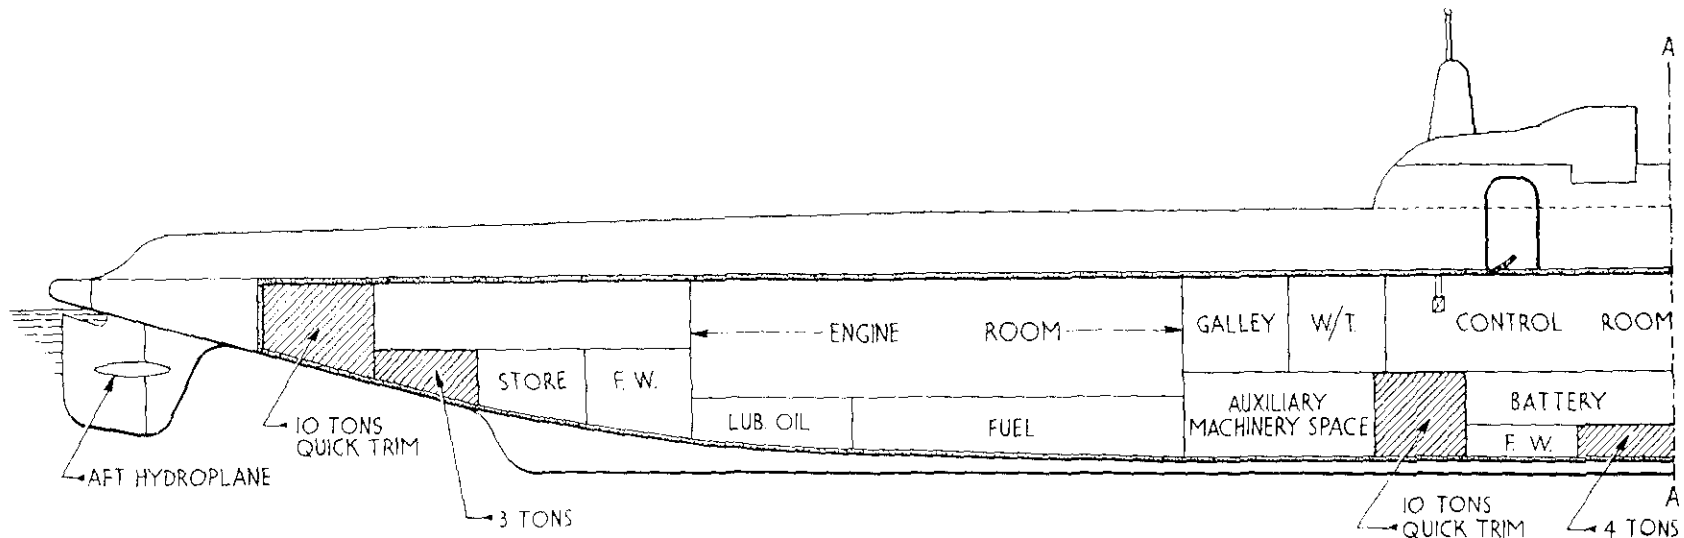 A
ENGINE ROOM
GALLEY
W/T.
CONTROL ROOM
STORE
F. W.
LUB. OIL
FUEL
AUXILIARY
MACHINERY SPACE
BATTERY
F. W.
10 TONS
QUICK TRIM
AFT HYDROPLANE
3 TONS
10 TONS
QUICK TRIM
4 TONS
A